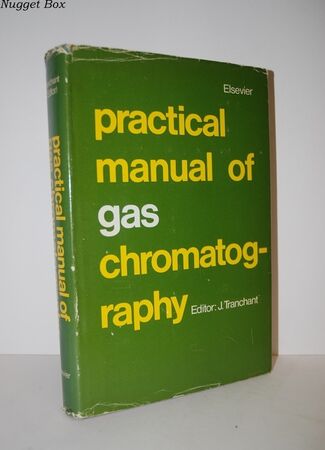 Nugget Box
Elsevier
practical
manual of
gas
chromatog-
raphy
Editor: J. Tranchant
practical manual of